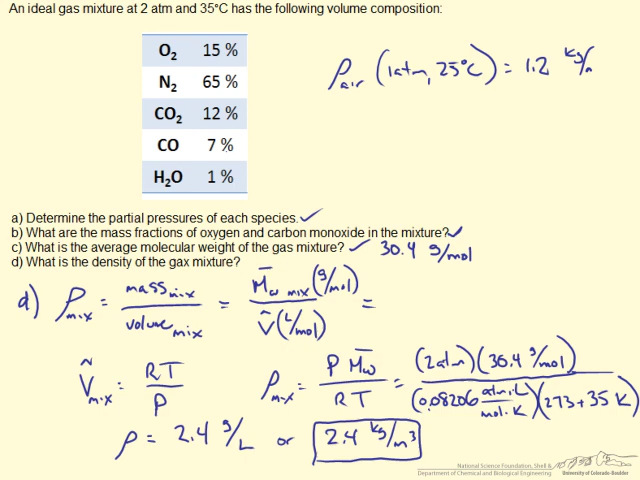 An ideal gas mixture at 2 atm and 35°C has the following volume composition:
O₂ 15 %
N₂ 65 %
CO₂ 12 %
CO 7 %
H₂O 1 %
ρair (1atm, 25°C) = 1.2 kg/
a) Determine the partial pressures of each species. ✓
b) What are the mass fractions of oxygen and carbon monoxide in the mixture? ✓
c) What is the average molecular weight of the gas mixture? ✓ 30.4 g/mol
d) What is the density of the gax mixture?
d) ρmix = mass mix / volume mix = M̄w mix (g/mol) / Ṽ (L/mol) =
Ṽmix = RT / P
ρmix = P M̄w / RT = (2atm)(30.4 g/mol) / (0.08206 atm·L / mol·K)(273+35 K)
ρ = 2.4 g/L or 2.4 kg/m³
National Science Foundation, Shell &
Department of Chemical and Biological Engineering
University of Colorado-Boulder